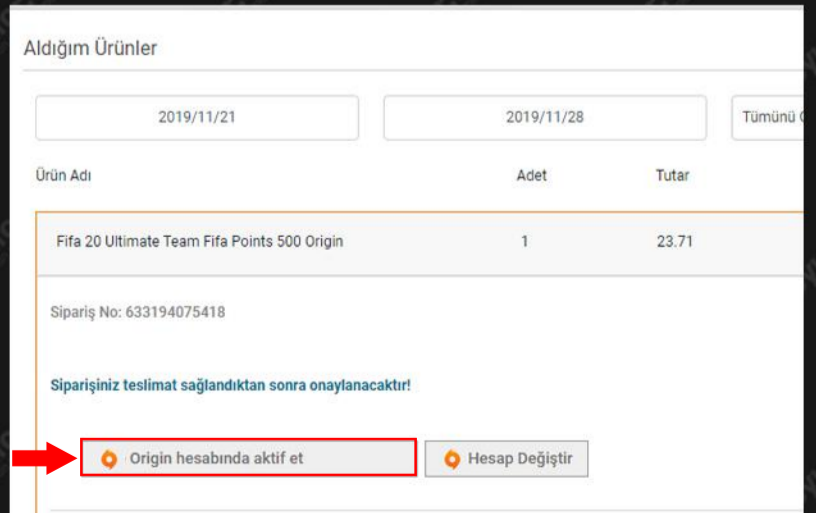 Aldığım Ürünler
2019/11/21 2019/11/28 Tümünü
Ürün Adı Adet Tutar
Fifa 20 Ultimate Team Fifa Points 500 Origin 1 23.71
Sipariş No: 633194075418
Siparişiniz teslimat sağlandıktan sonra onaylanacaktır!
Origin hesabında aktif et Hesap Değiştir